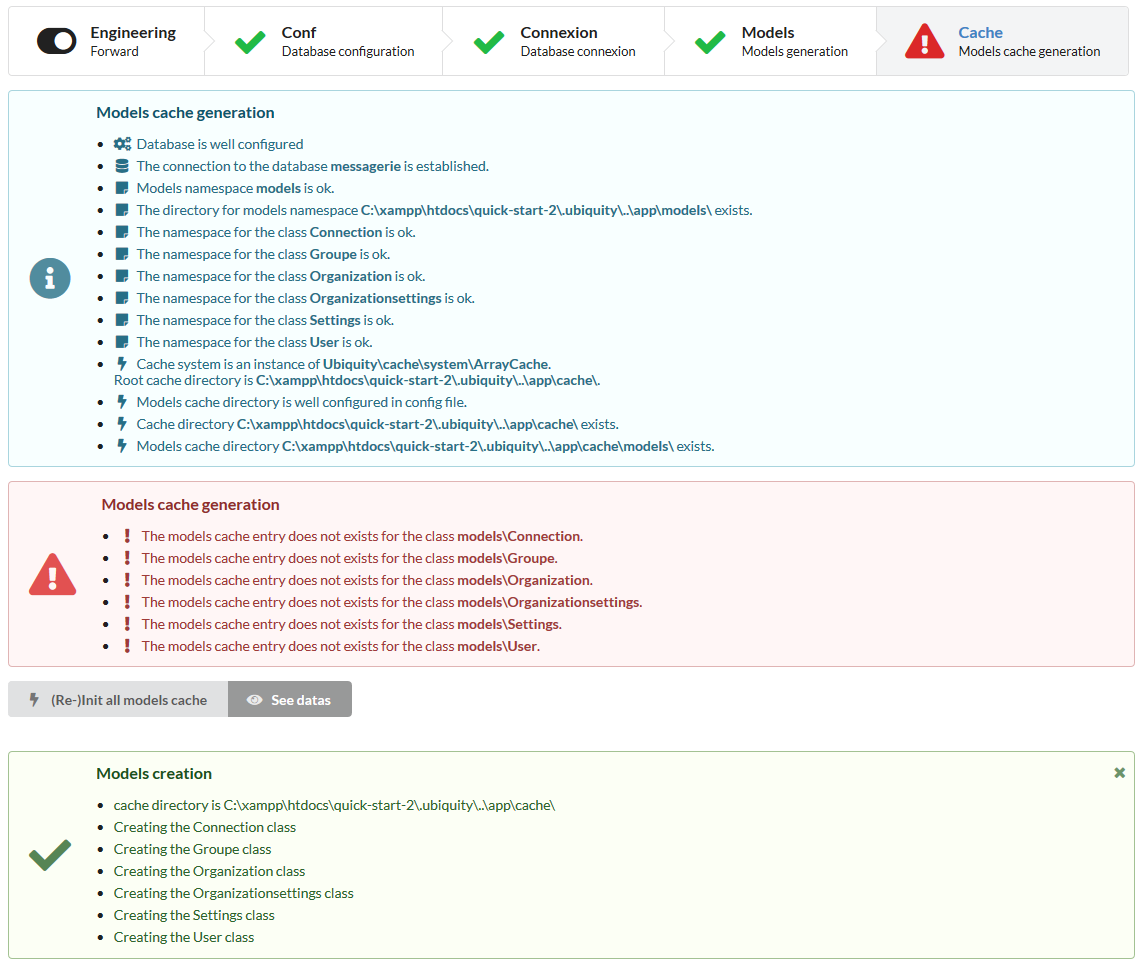 Engineering
Forward
Conf
Database configuration
Connexion
Database connexion
Models
Models generation
Cache
Models cache generation
Models cache generation
Database is well configured
The connection to the database messagerie is established.
Models namespace models is ok.
The directory for models namespace C:\xampp\htdocs\quick-start-2\.ubiquity\..\app\models\ exists.
The namespace for the class Connection is ok.
The namespace for the class Groupe is ok.
The namespace for the class Organization is ok.
The namespace for the class Organizationsettings is ok.
The namespace for the class Settings is ok.
The namespace for the class User is ok.
Cache system is an instance of Ubiquity\cache\system\ArrayCache.
Root cache directory is C:\xampp\htdocs\quick-start-2\.ubiquity\..\app\cache\.
Models cache directory is well configured in config file.
Cache directory C:\xampp\htdocs\quick-start-2\.ubiquity\..\app\cache\ exists.
Models cache directory C:\xampp\htdocs\quick-start-2\.ubiquity\..\app\cache\models\ exists.
Models cache generation
The models cache entry does not exists for the class models\Connection.
The models cache entry does not exists for the class models\Groupe.
The models cache entry does not exists for the class models\Organization.
The models cache entry does not exists for the class models\Organizationsettings.
The models cache entry does not exists for the class models\Settings.
The models cache entry does not exists for the class models\User.
(Re-)Init all models cache
See datas
Models creation
cache directory is C:\xampp\htdocs\quick-start-2\.ubiquity\..\app\cache\
Creating the Connection class
Creating the Groupe class
Creating the Organization class
Creating the Organizationsettings class
Creating the Settings class
Creating the User class